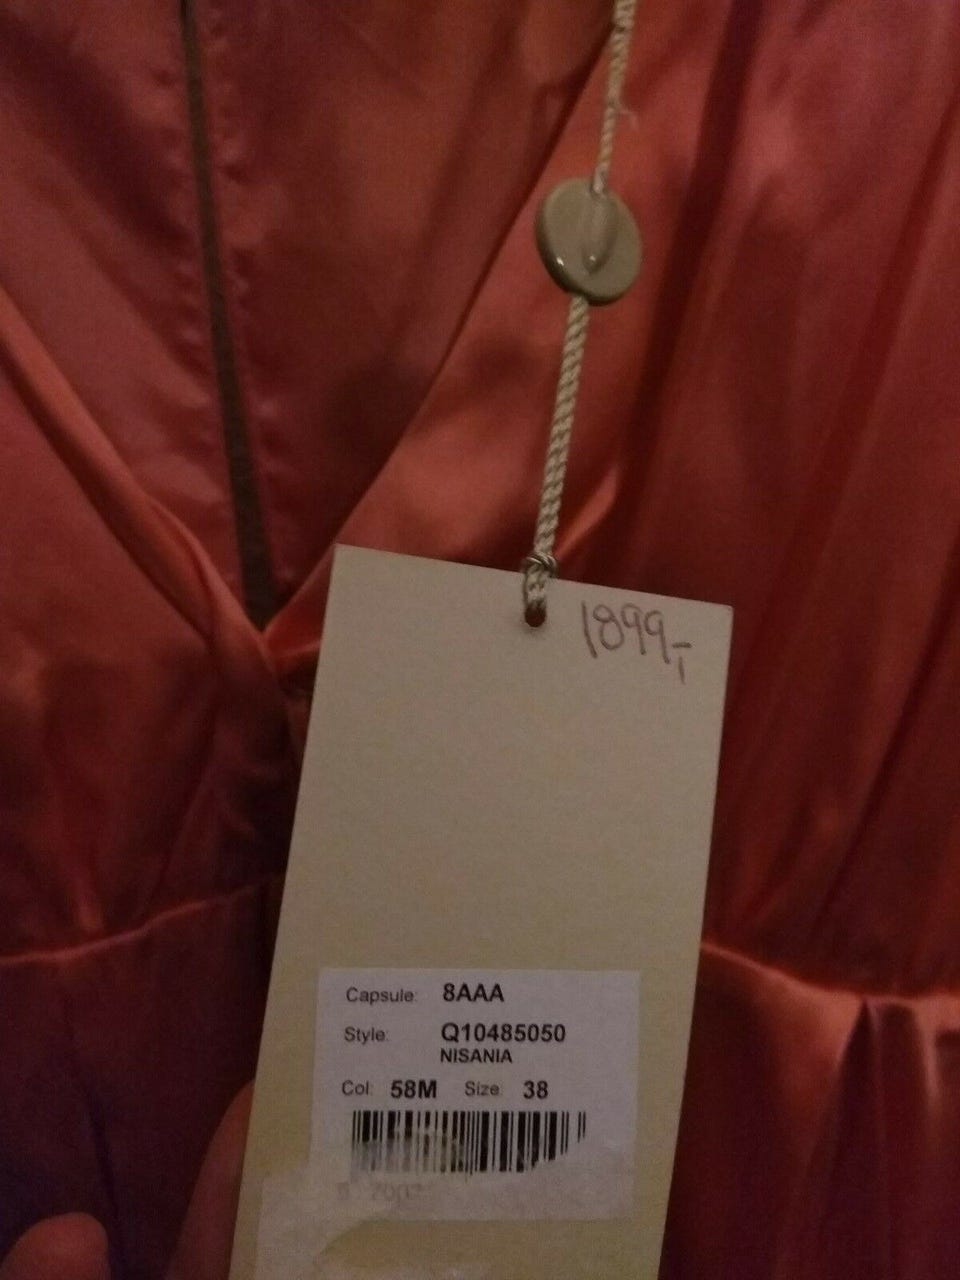 1899,-
Capsule: 8AAA
Style: Q10485050
NISANIA
Col: 58M Size: 38